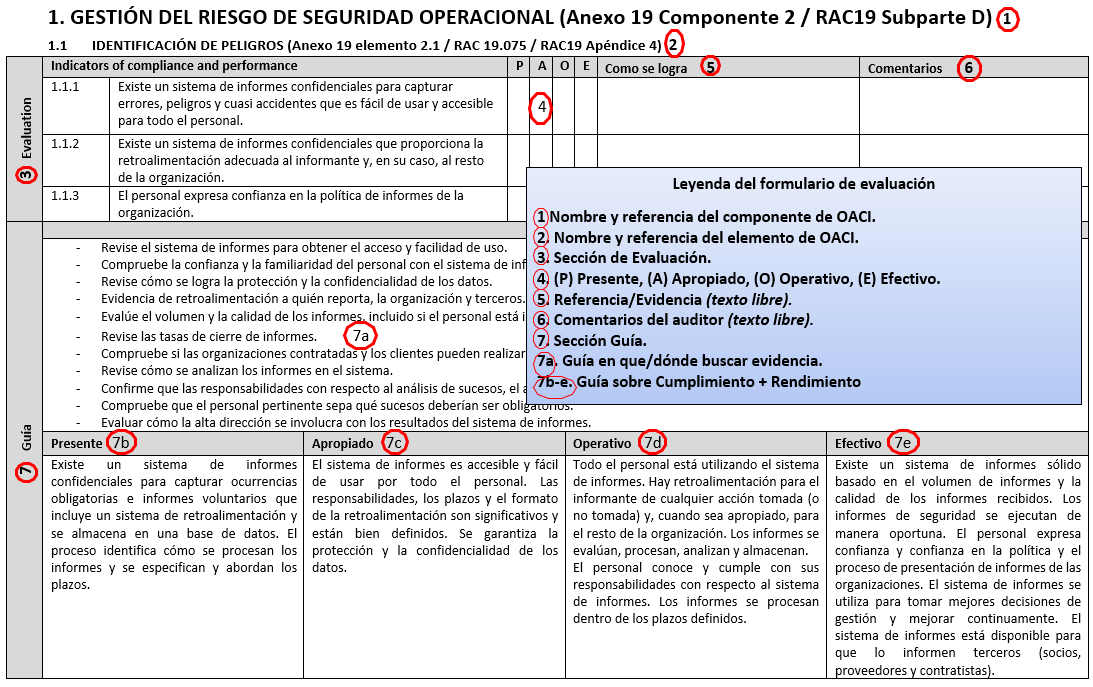 1. GESTIÓN DEL RIESGO DE SEGURIDAD OPERACIONAL (Anexo 19 Componente 2 / RAC19 Subparte D) 1
1.1 IDENTIFICACIÓN DE PELIGROS (Anexo 19 elemento 2.1 / RAC 19.075 / RAC19 Apéndice 4) 2
3 Evaluation
Indicators of compliance and performance P A O E Como se logra 5 Comentarios 6
1.1.1 Existe un sistema de informes confidenciales para capturar
errores, peligros y cuasi accidentes que es fácil de usar y accesible
para todo el personal.
4
1.1.2 Existe un sistema de informes confidenciales que proporciona la
retroalimentación adecuada al informante y, en su caso, al resto
de la organización.
1.1.3 El personal expresa confianza en la política de informes de la
organización.
Leyenda del formulario de evaluación
1 Nombre y referencia del componente de OACI.
2. Nombre y referencia del elemento de OACI.
3. Sección de Evaluación.
4. (P) Presente, (A) Apropiado, (O) Operativo, (E) Efectivo.
5. Referencia/Evidencia (texto libre).
6. Comentarios del auditor (texto libre).
7. Sección Guía.
7a. Guía en que/dónde buscar evidencia.
7b-e. Guía sobre Cumplimiento + Rendimiento
7 Guía
- Revise el sistema de informes para obtener el acceso y facilidad de uso.
- Compruebe la confianza y la familiaridad del personal con el sistema de inf
- Revise cómo se logra la protección y la confidencialidad de los datos.
- Evidencia de retroalimentación a quién reporta, la organización y terceros.
- Evalúe el volumen y la calidad de los informes, incluido si el personal está i
- Revise las tasas de cierre de informes. 7a
- Compruebe si las organizaciones contratadas y los clientes pueden realizar
- Revise cómo se analizan los informes en el sistema.
- Confirme que las responsabilidades con respecto al análisis de sucesos, el a
- Compruebe que el personal pertinente sepa qué sucesos deberían ser obligatorios.
- Evaluar cómo la alta dirección se involucra con los resultados del sistema de informes.
Presente 7b
Existe un sistema de informes
confidenciales para capturar ocurrencias
obligatorias e informes voluntarios que
incluye un sistema de retroalimentación y
se almacena en una base de datos. El
proceso identifica cómo se procesan los
informes y se especifican y abordan los
plazos.
Apropiado 7c
El sistema de informes es accesible y fácil
de usar por todo el personal. Las
responsabilidades, los plazos y el formato
de la retroalimentación son significativos y
están bien definidos. Se garantiza la
protección y la confidencialidad de los
datos.
Operativo 7d
Todo el personal está utilizando el sistema
de informes. Hay retroalimentación para el
informante de cualquier acción tomada (o
no tomada) y, cuando sea apropiado, para
el resto de la organización. Los informes se
evalúan, procesan, analizan y almacenan.
El personal conoce y cumple con sus
responsabilidades con respecto al sistema
de informes. Los informes se procesan
dentro de los plazos definidos.
Efectivo 7e
Existe un sistema de informes sólido
basado en el volumen de informes y la
calidad de los informes recibidos. Los
informes de seguridad se ejecutan de
manera oportuna. El personal expresa
confianza y confianza en la política y el
proceso de presentación de informes de las
organizaciones. El sistema de informes se
utiliza para tomar mejores decisiones de
gestión y mejorar continuamente. El
sistema de informes está disponible para
que lo informen terceros (socios,
proveedores y contratistas).